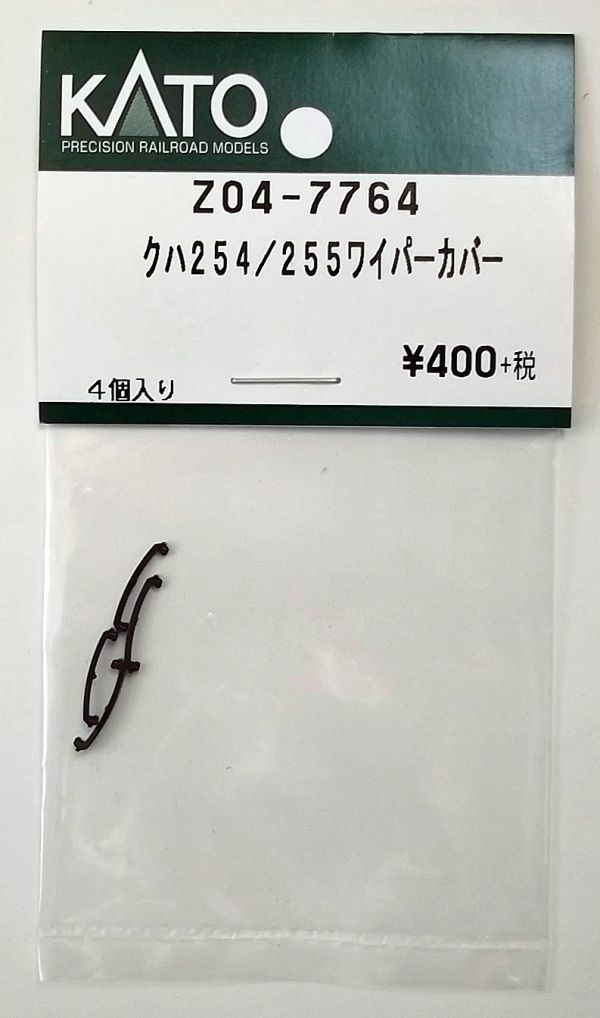 KATO
PRECISION RAILROAD MODELS
Z04-7764
クハ254/255ワイパーカバー
¥400+税
4個入り